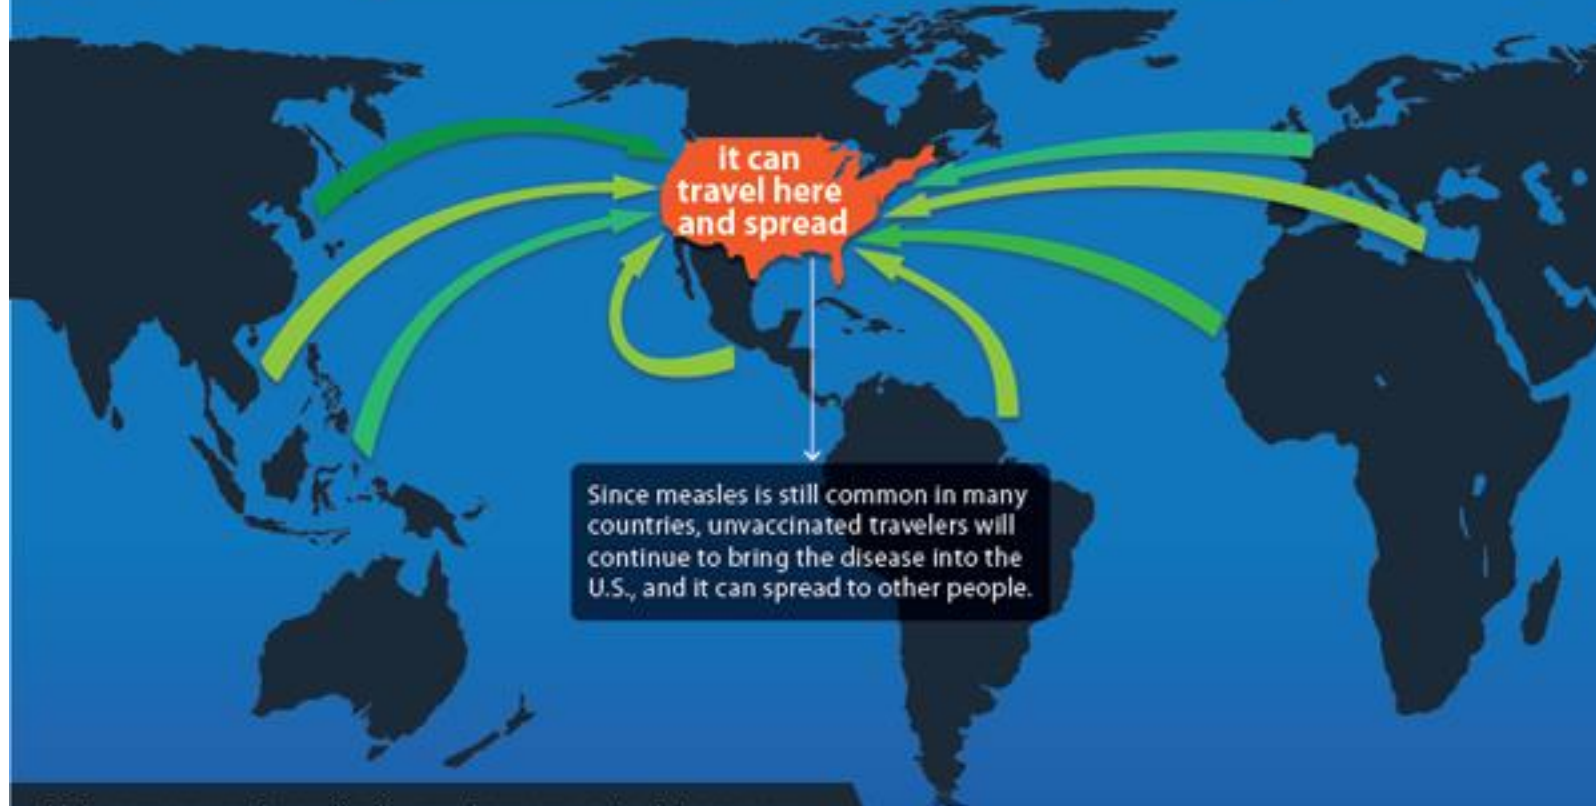 it can
travel here
and spread
Since measles is still common in many
countries, unvaccinated travelers will
continue to bring the disease into the
U.S., and it can spread to other people.